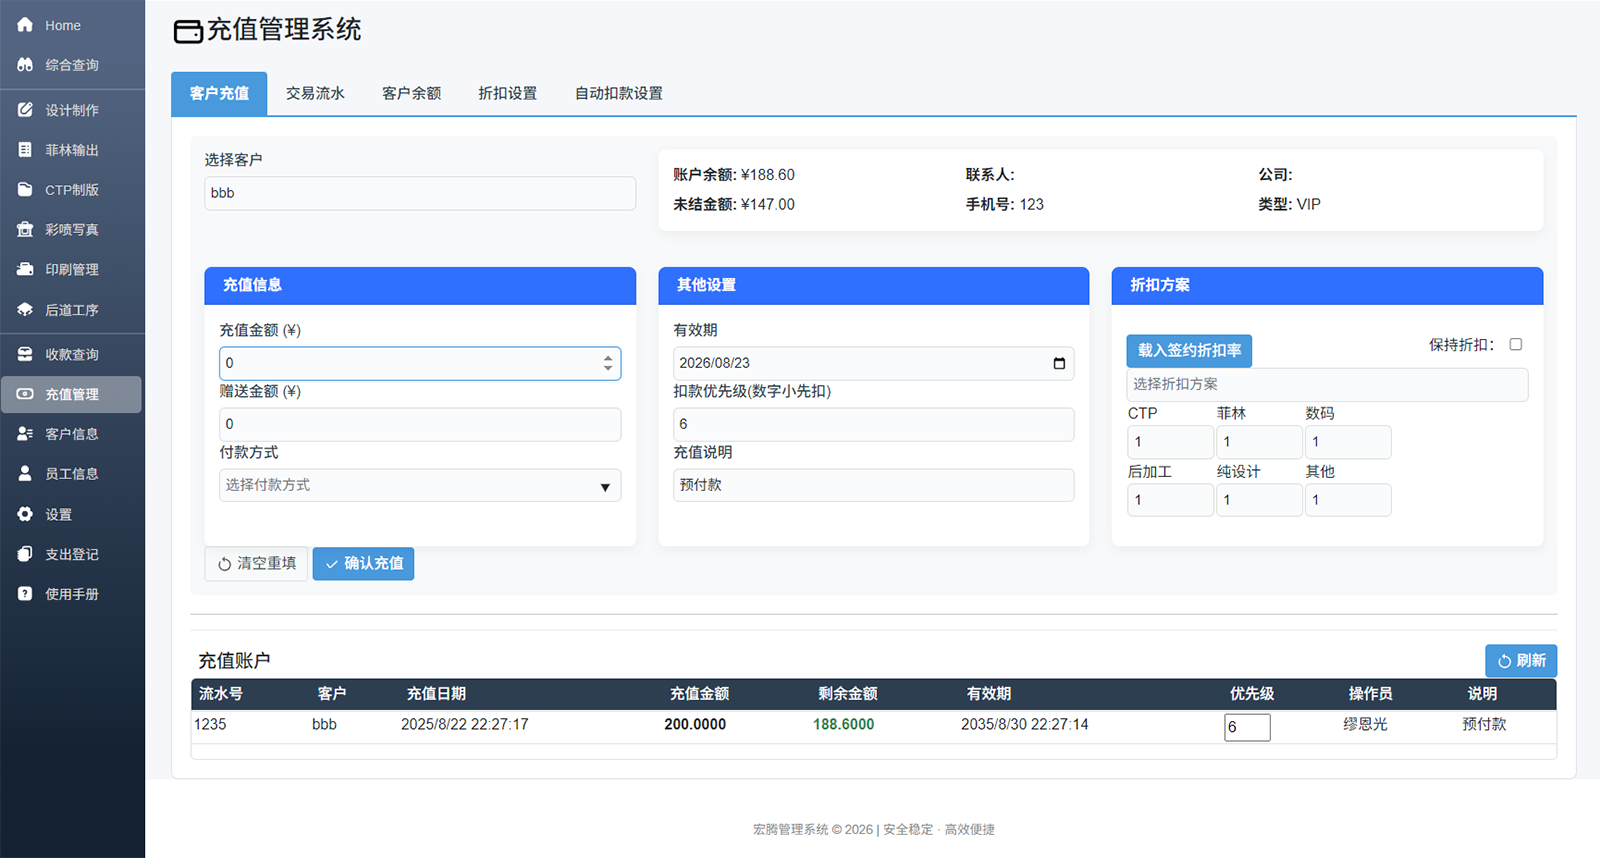 Home
综合查询
设计制作
菲林输出
CTP制版
彩喷写真
印刷管理
后道工序
收款查询
充值管理
客户信息
员工信息
设置
支出登记
使用手册
充值管理系统
客户充值 交易流水 客户余额 折扣设置 自动扣款设置
选择客户
bbb
账户余额: ¥188.60 联系人: 公司:
未结金额: ¥147.00 手机号: 123 类型: VIP
充值信息
充值金额 (¥)
0
赠送金额 (¥)
0
付款方式
选择付款方式
其他设置
有效期
2026/08/23
扣款优先级(数字小先扣)
6
充值说明
预付款
折扣方案
载入签约折扣率 保持折扣：
选择折扣方案
CTP 菲林 数码
1 1 1
后加工 纯设计 其他
1 1 1
清空重填 确认充值
充值账户 刷新
流水号 客户 充值日期 充值金额 剩余金额 有效期 优先级 操作员 说明
1235 bbb 2025/8/22 22:27:17 200.0000 188.6000 2035/8/30 22:27:14 6 缪恩光 预付款
宏腾管理系统 © 2026 | 安全稳定 · 高效便捷